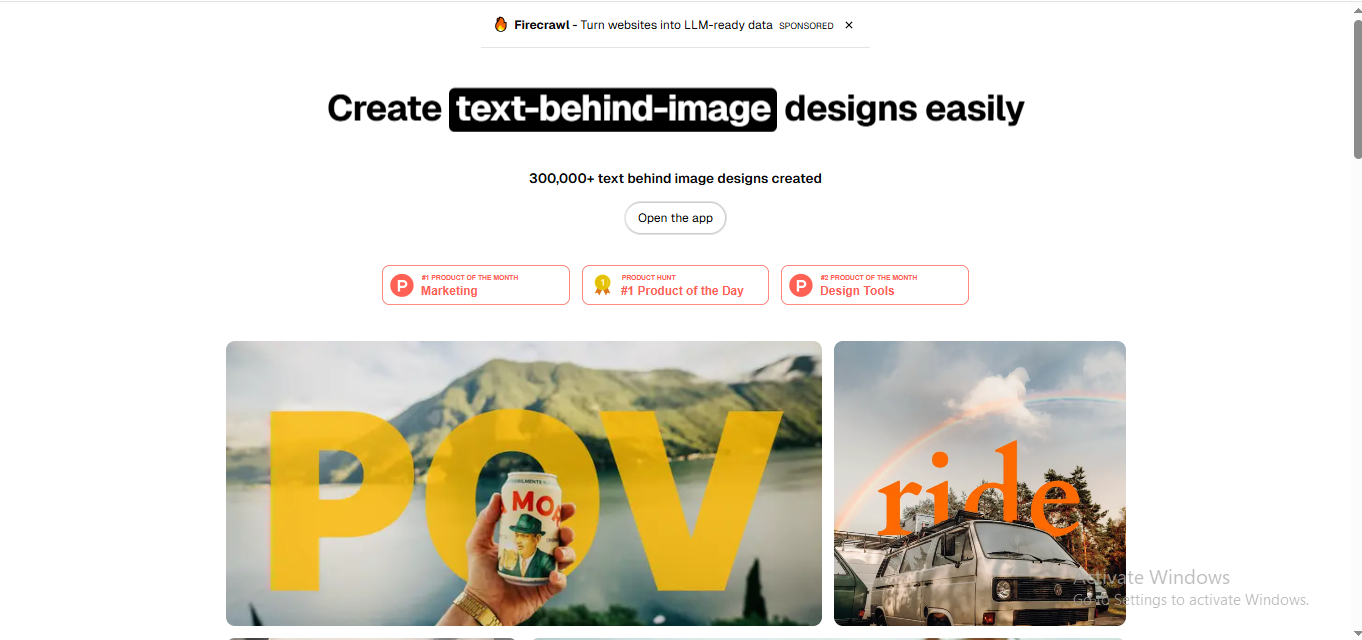 Firecrawl - Turn websites into LLM-ready data SPONSORED ×
Create text-behind-image designs easily
300,000+ text behind image designs created
Open the app
P #1 PRODUCT OF THE MONTH
Marketing
1 PRODUCT HUNT
#1 Product of the Day
P #2 PRODUCT OF THE MONTH
Design Tools
POV
MO
ride
Activate Windows
Go to Settings to activate Windows.